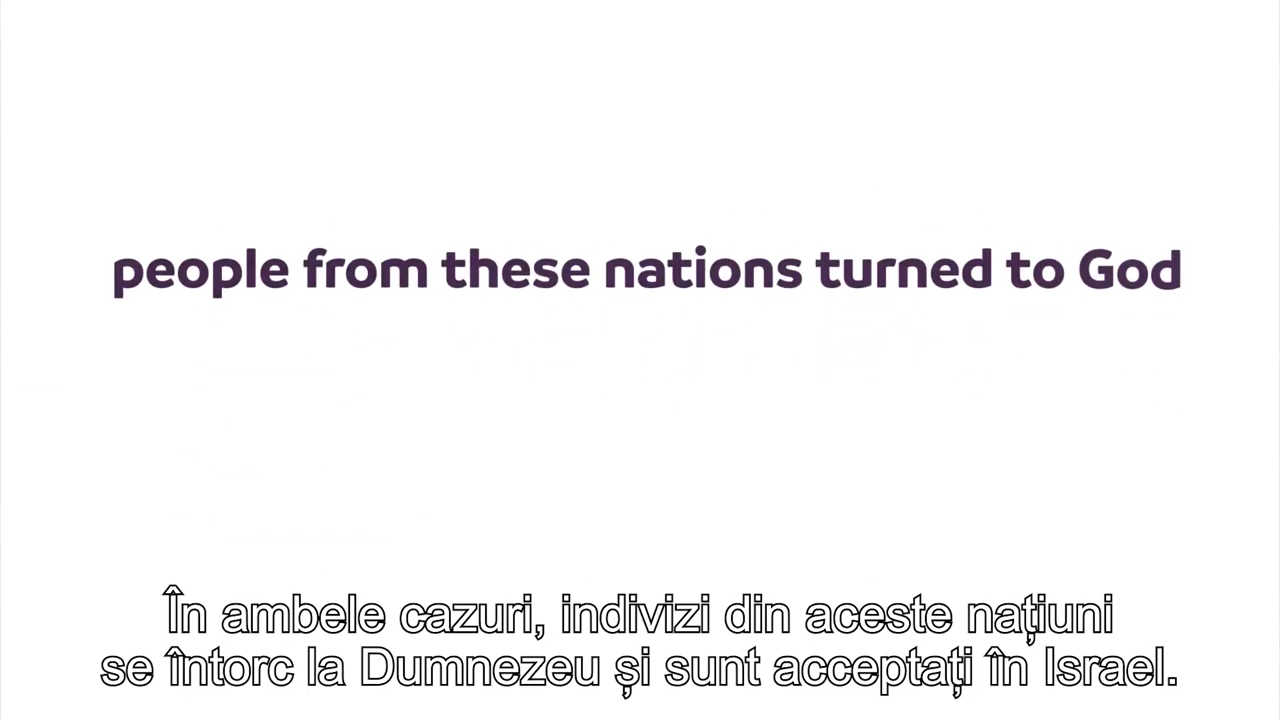 people from these nations turned to God
În ambele cazuri, indivizi din aceste națiuni
se întorc la Dumnezeu și sunt acceptați în Israel.